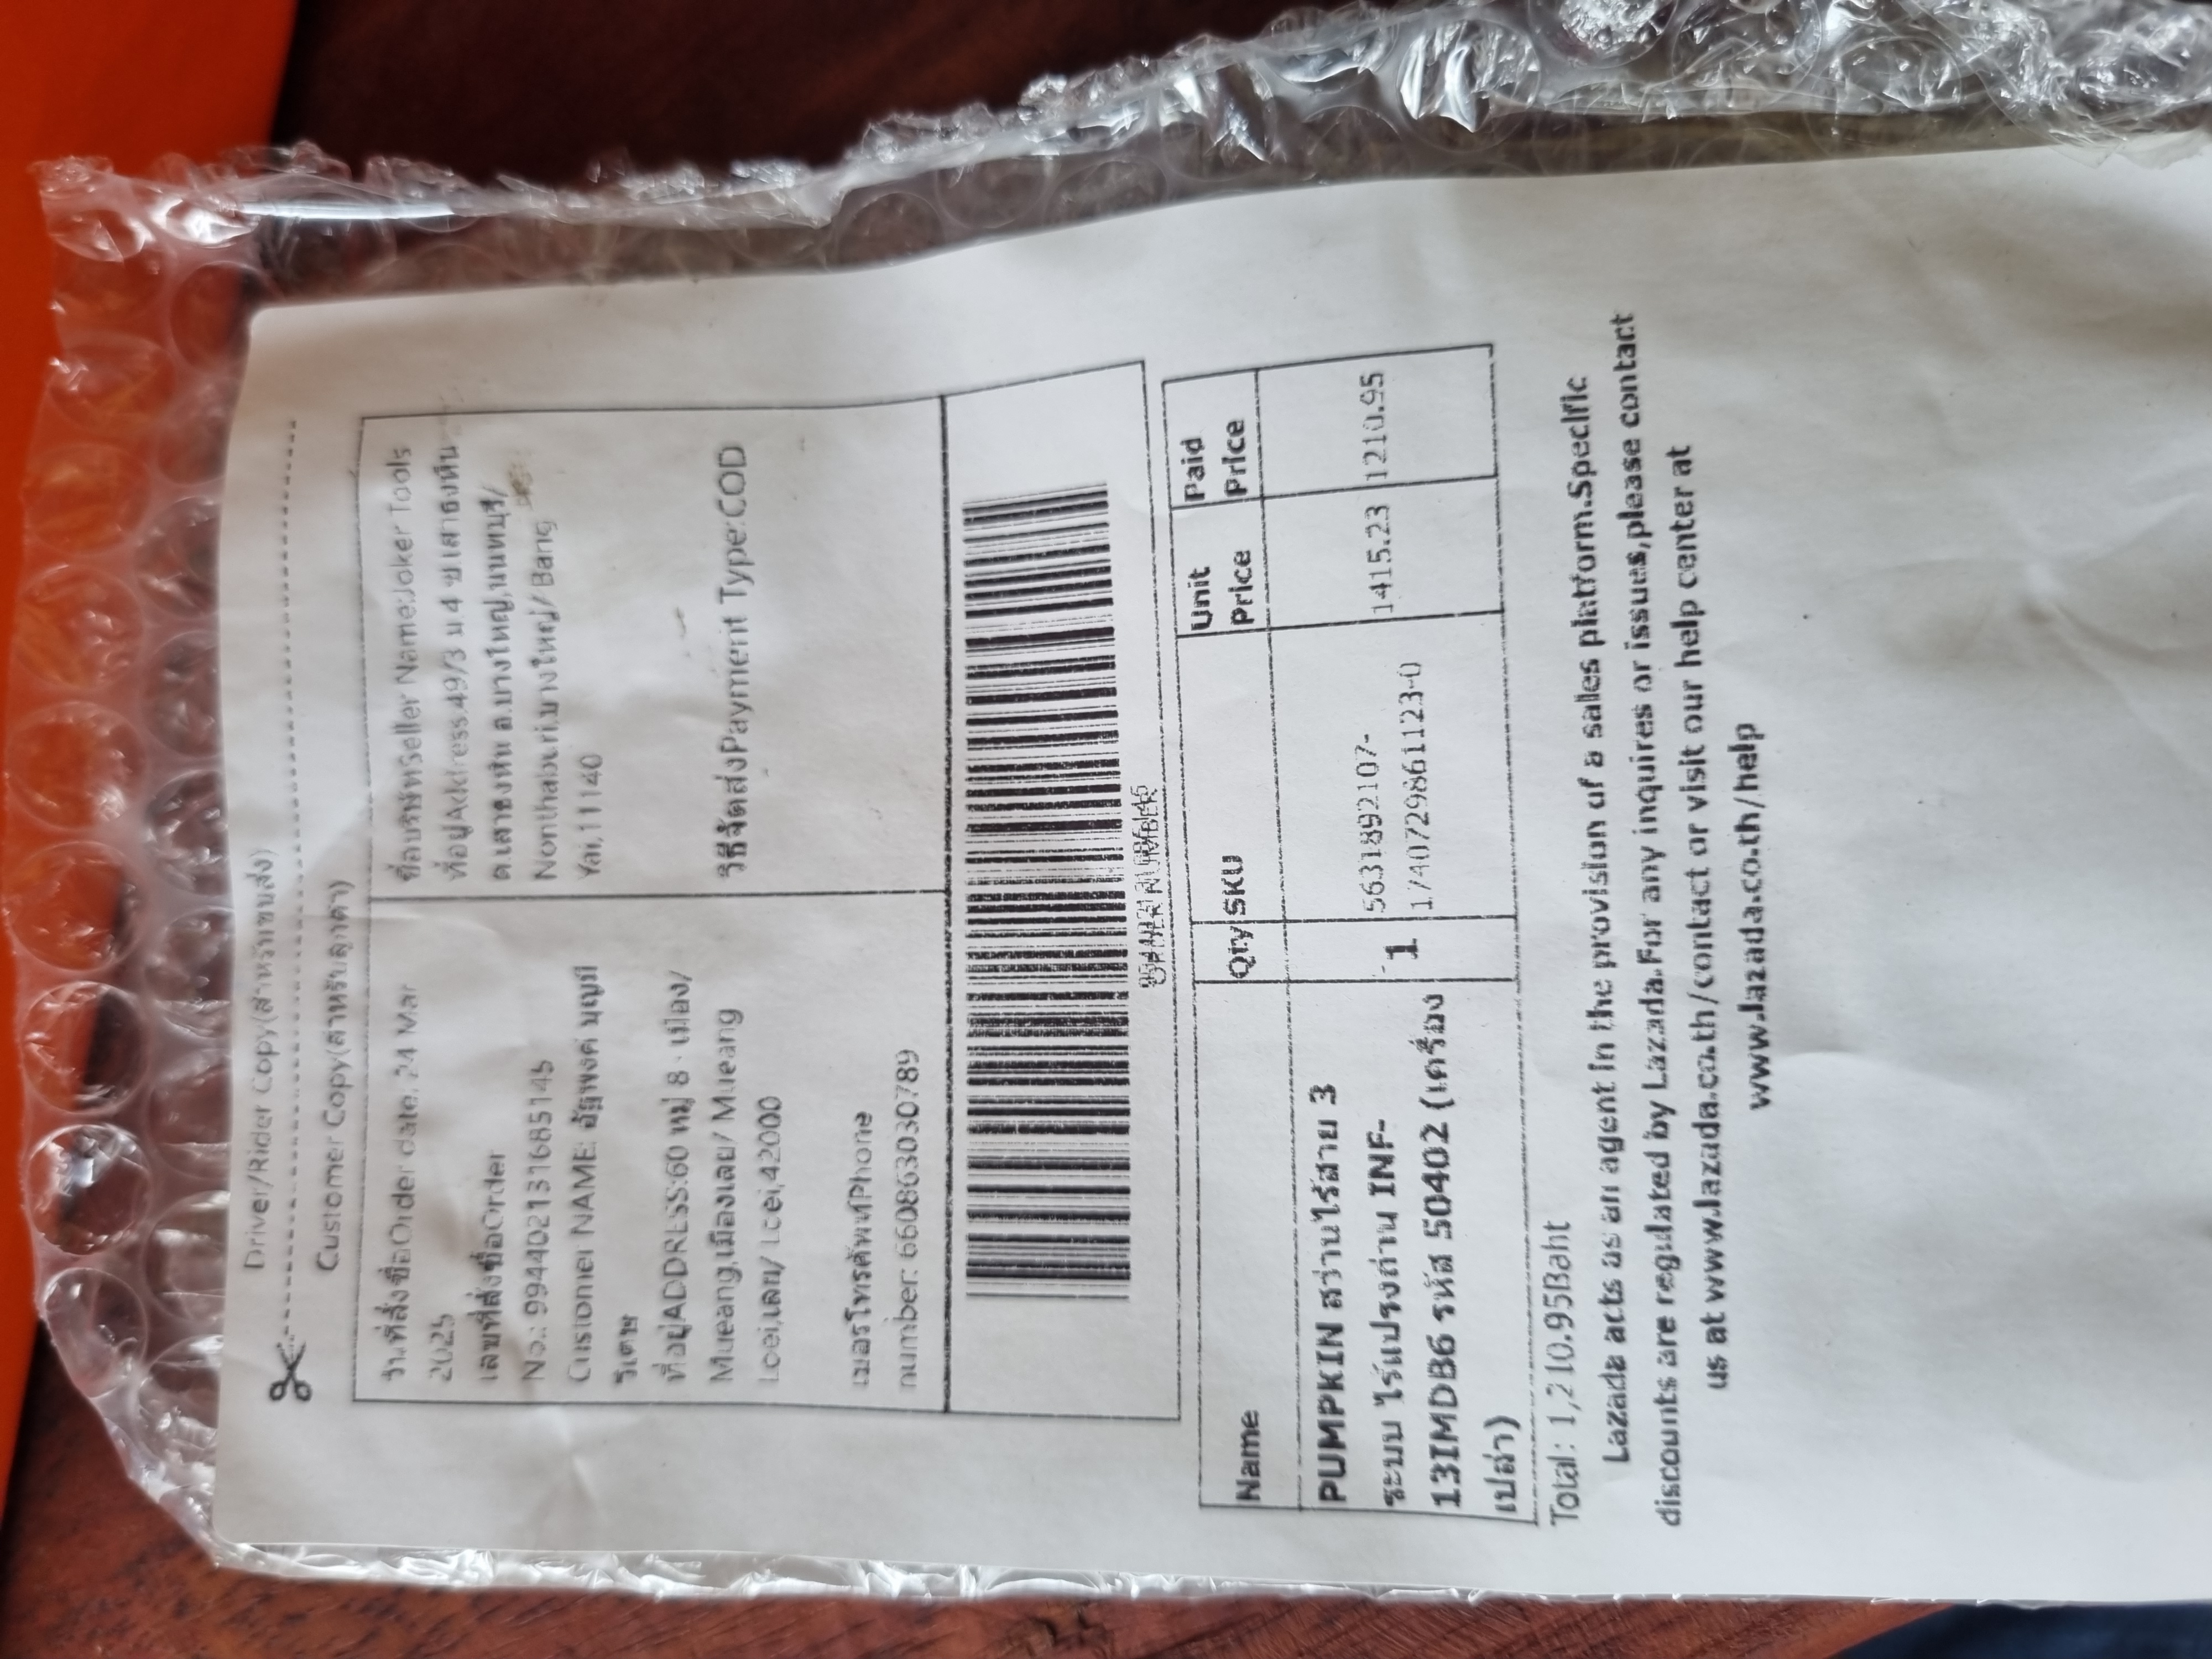 Driver/Rider Copy(สำหรับขนส่ง)
Customer Copy(สำหรับลูกค้า)
วันที่สั่งซื้อOrder date: 24 Mar
2025
เลขที่สั่งซื้อOrder
No.: 994402131685145
Customer NAME:
วิเศษ
ที่อยู่ADDRESS:60 หมู่ 8 · เมือง/
Mueang,เมืองเลย/ Mueang
Loei,เลย/ Loei,42000
เบอร์โทรศัพท์Phone
number: 660863030789
ชื่อบริษัทSeller Name:Joker Tools
ที่อยู่Address:49/3 ม.4 ซ.เสาธงหิน
ต.เสาธงหิน อ.บางใหญ่,นนทบุรี/
Nonthaburi,บางใหญ่/ Bang
Yai,11140
วิธีจัดส่งPayment Type:COD
Name Qty SKU Unit Price Paid Price
PUMPKIN สว่านไร้สาย 3
ระบบ ไร้แปรงถ่าน INF-
13IMDB6 รหัส 50402 (เครื่อง
เปล่า)
1
5631892107-
1740729861123-0
1415.23
1210.95
Total: 1,210.95Baht
Lazada acts as an agent in the provision of a sales platform.Specific
discounts are regulated by Lazada.For any inquires or issues,please contact
us at www.lazada.co.th/contact or visit our help center at
www.lazada.co.th/help